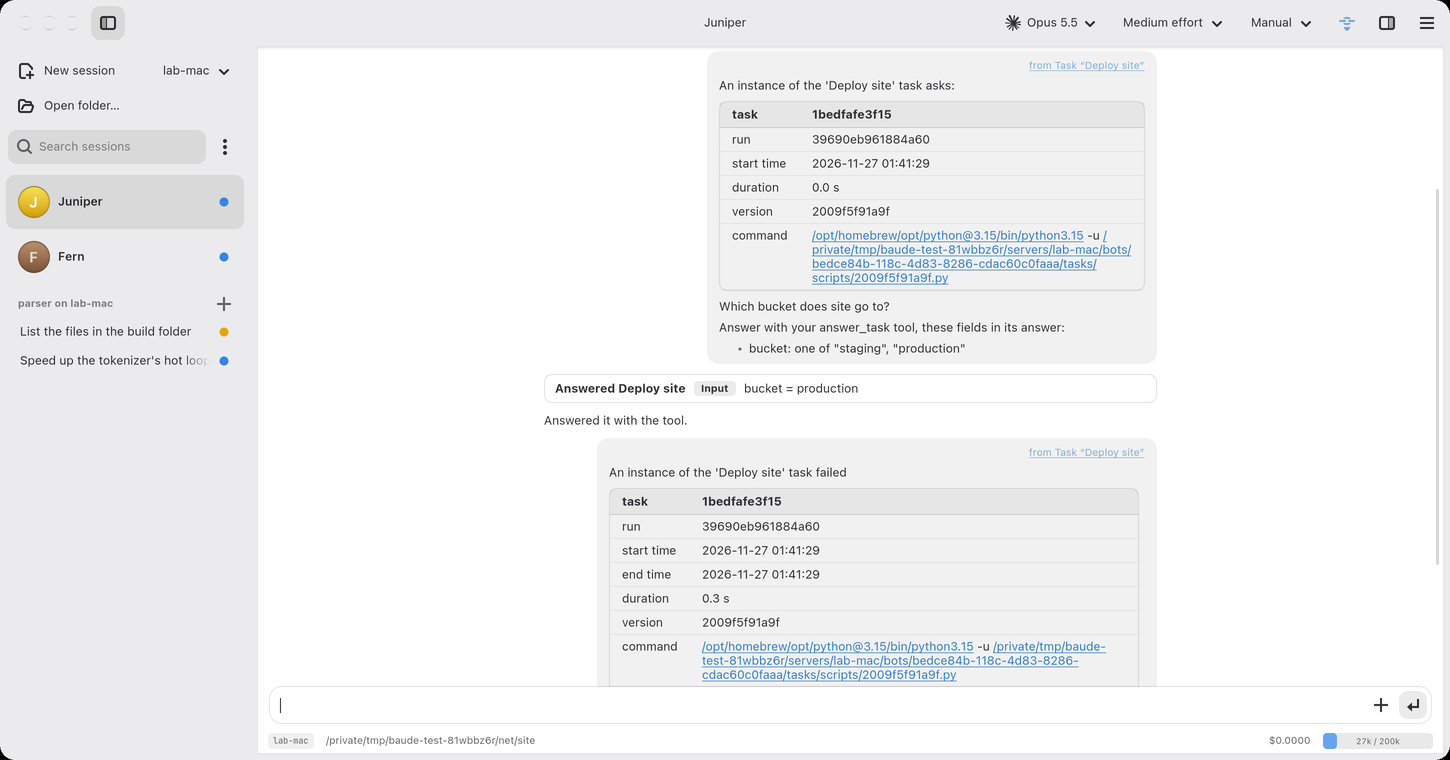 Juniper
Opus 5.5
Medium effort
Manual
New session
lab-mac
Open folder...
Search sessions
J
Juniper
F
Fern
parser on lab-mac
List the files in the build folder
Speed up the tokenizer's hot loop
from Task “Deploy site”
An instance of the 'Deploy site' task asks:
task 1bedfafe3f15
run 39690eb961884a60
start time 2026-11-27 01:41:29
duration 0.0 s
version 2009f5f91a9f
command /opt/homebrew/opt/python@3.15/bin/python3.15 -u /
private/tmp/baude-test-81wbbz6r/servers/lab-mac/bots/
bedce84b-118c-4d83-8286-cdac60c0faaa/tasks/
scripts/2009f5f91a9f.py
Which bucket does site go to?
Answer with your answer_task tool, these fields in its answer:
• bucket: one of "staging", "production"
Answered Deploy site Input bucket = production
Answered it with the tool.
from Task “Deploy site”
An instance of the 'Deploy site' task failed
task 1bedfafe3f15
run 39690eb961884a60
start time 2026-11-27 01:41:29
end time 2026-11-27 01:41:29
duration 0.3 s
version 2009f5f91a9f
command /opt/homebrew/opt/python@3.15/bin/python3.15 -u /private/tmp/baude-
test-81wbbz6r/servers/lab-mac/bots/bedce84b-118c-4d83-8286-
cdac60c0faaa/tasks/scripts/2009f5f91a9f.py
lab-mac
/private/tmp/baude-test-81wbbz6r/net/site
$0.0000
27k / 200k